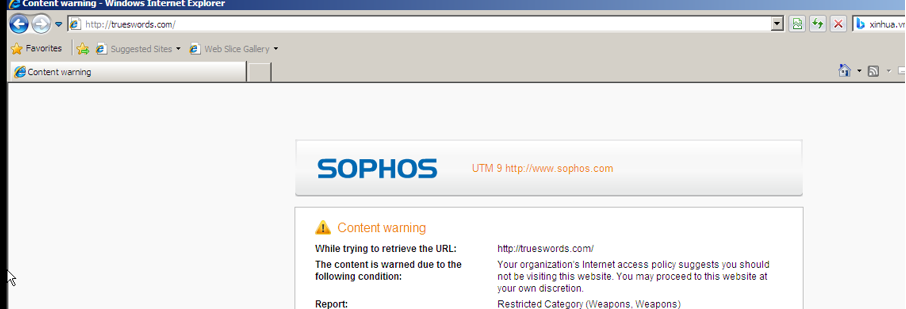 Content warning - Windows Internet Explorer
http://trueswords.com/
xinhua.vn
Favorites
Suggested Sites
Web Slice Gallery
Content warning
SOPHOS
UTM 9 http://www.sophos.com
Content warning
While trying to retrieve the URL: http://trueswords.com/
The content is warned due to the following condition: Your organization's Internet access policy suggests you should
not be visiting this website. You may proceed to this website at
your own discretion.
Report: Restricted Category (Weapons, Weapons)